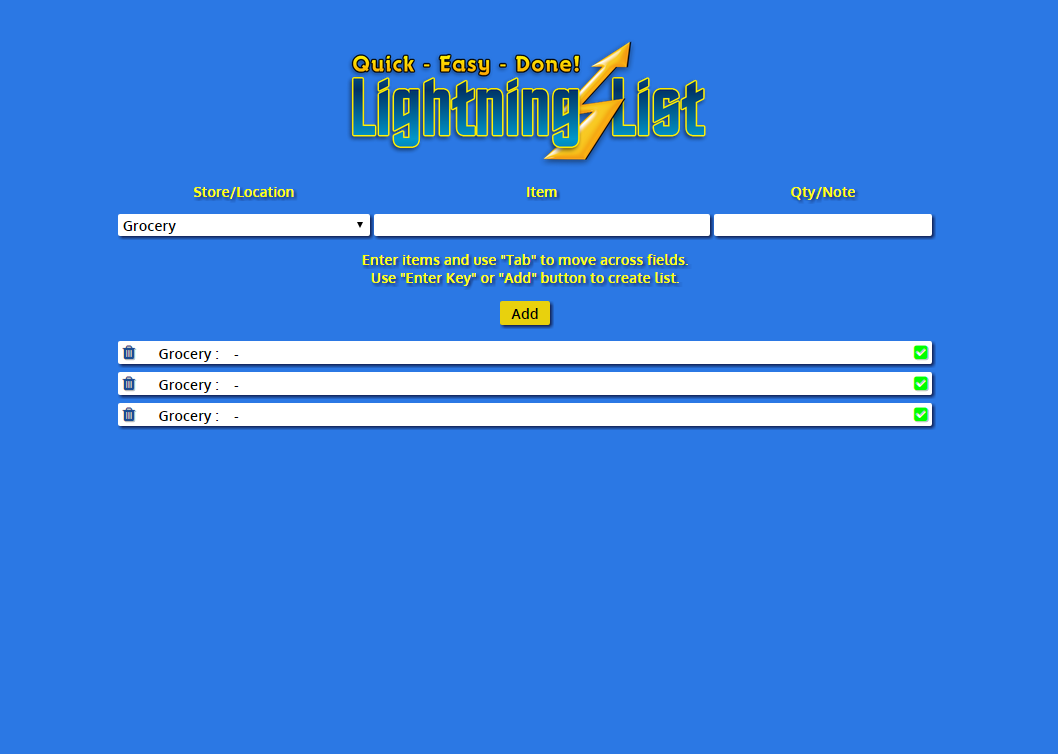 Quick - Easy - Done!
Lightning List
Store/Location Item Qty/Note
Grocery
Enter items and use "Tab" to move across fields.
Use "Enter Key" or "Add" button to create list.
Add
Grocery : -
Grocery : -
Grocery : -